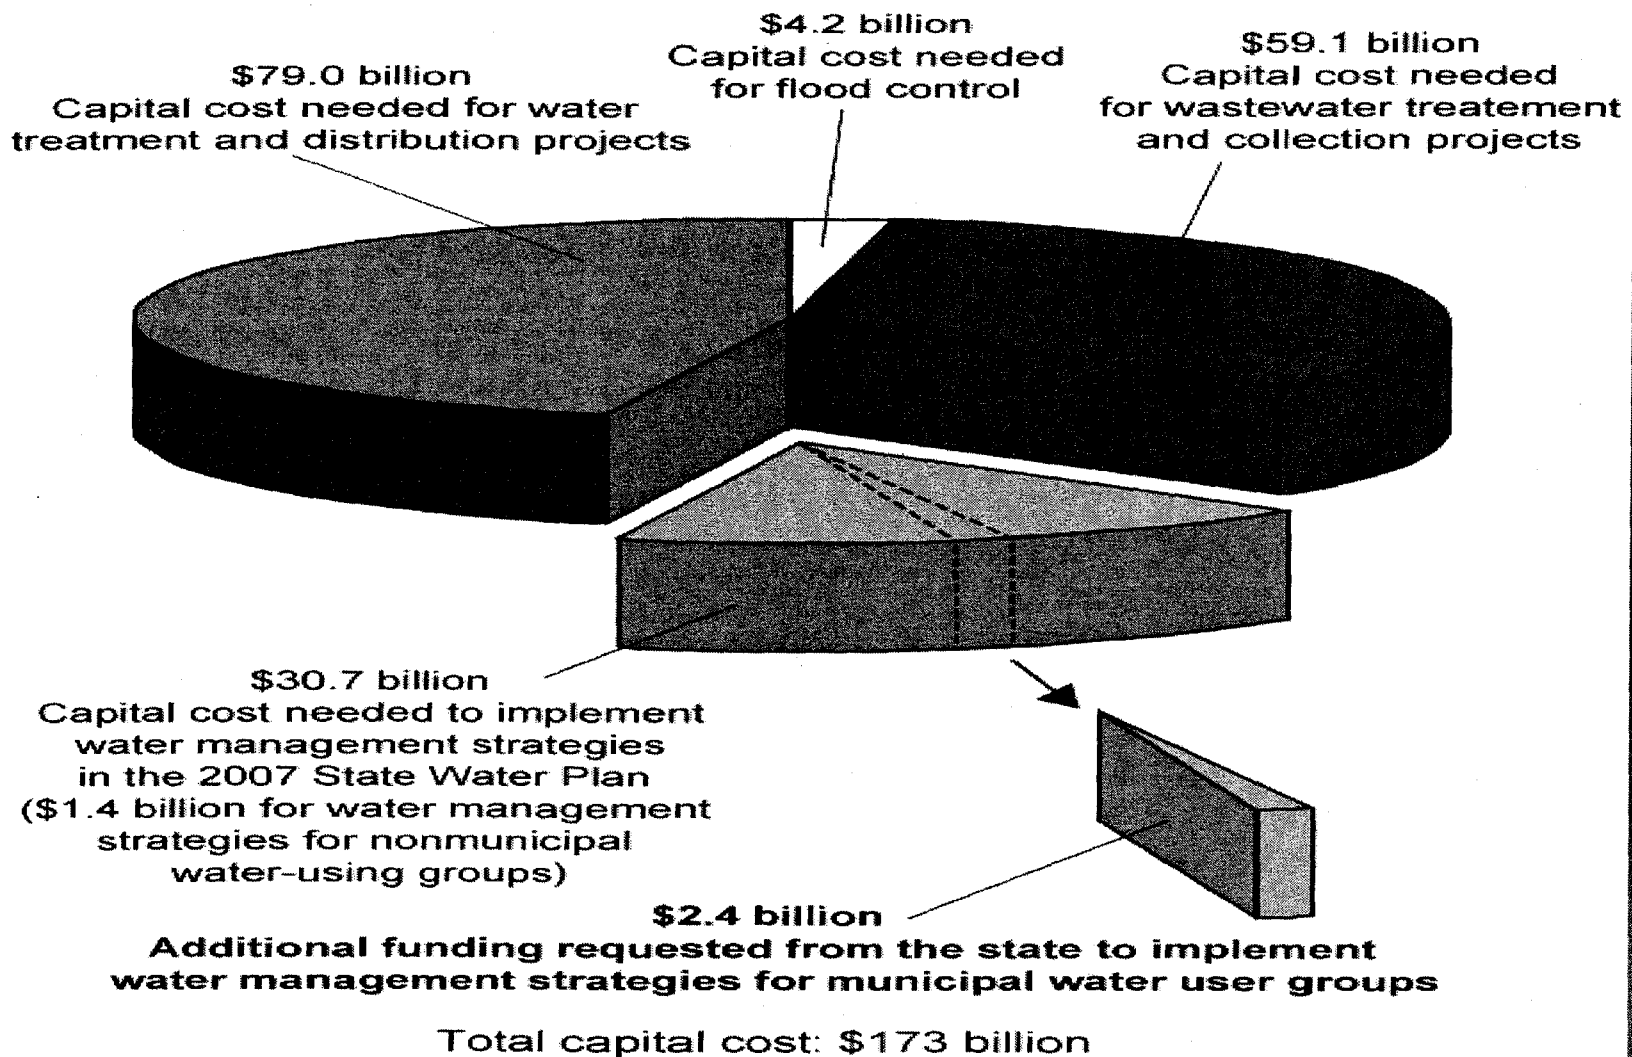 $79.0 billion
Capital cost needed for water
treatment and distribution projects
$4.2 billion
Capital cost needed
for flood control
$59.1 billion
Capital cost needed
for wastewater treatement
and collection projects
$30.7 billion
Capital cost needed to implement
water management strategies
in the 2007 State Water Plan
($1.4 billion for water management
strategies for nonmunicipal
water-using groups)
$2.4 billion
Additional funding requested from the state to implement
water management strategies for municipal water user groups
Total capital cost: $173 billion